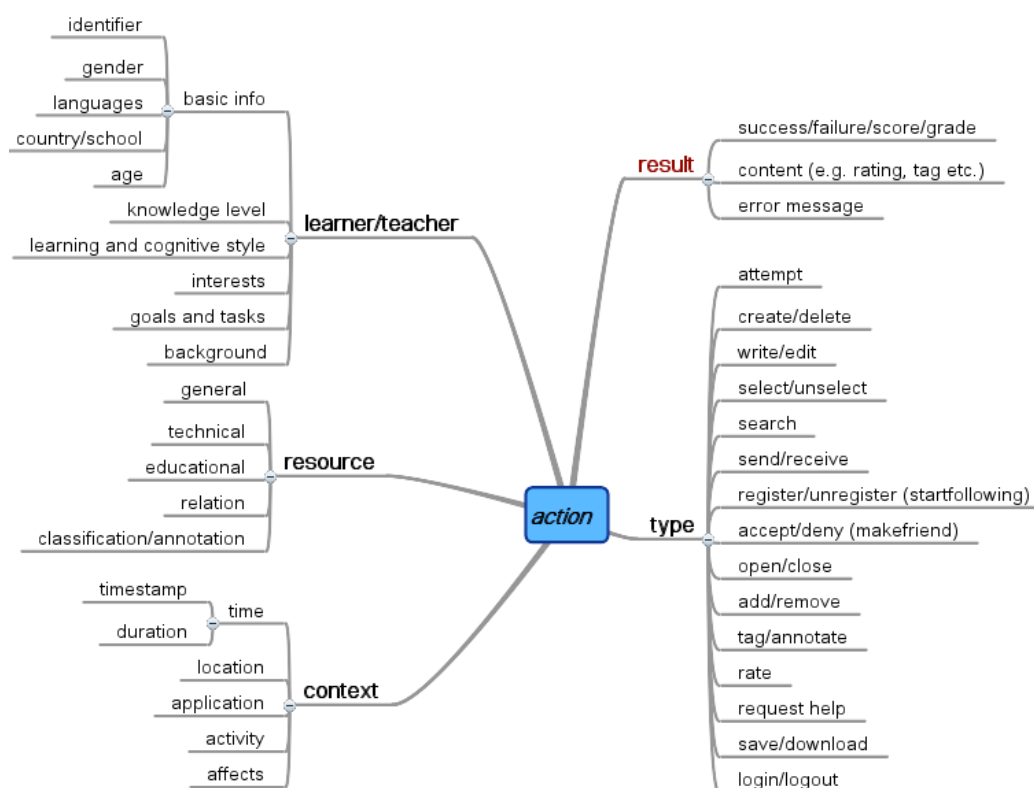 identifier
gender
languages
country/school
age
basic info
knowledge level
learning and cognitive style
interests
goals and tasks
background
learner/teacher
general
technical
educational
relation
classification/annotation
resource
timestamp
duration
time
location
application
activity
affects
context
action
result
success/failure/score/grade
content (e.g. rating, tag etc.)
error message
type
attempt
create/delete
write/edit
select/unselect
search
send/receive
register/unregister (startfollowing)
accept/deny (makefriend)
open/close
add/remove
tag/annotate
rate
request help
save/download
login/logout